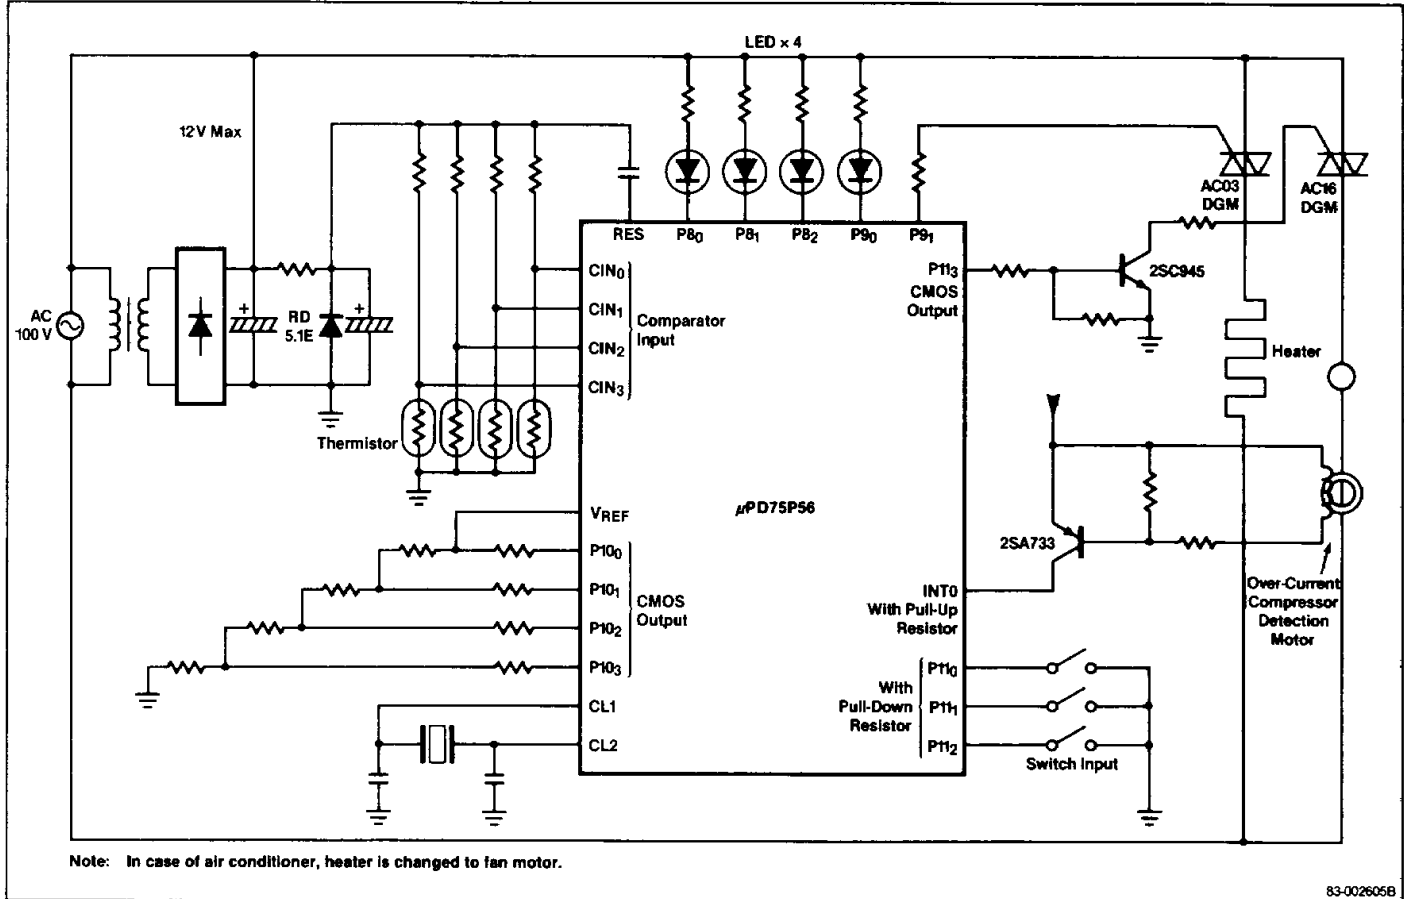 LED × 4
12V Max
AC03
DGM
AC16
DGM
RES
P8₀
P8₁
P8₂
P9₀
P9₁
AC
100 V
+
RD
5.1E
+
CIN₀
CIN₁
CIN₂
CIN₃
Comparator
Input
P11₃
CMOS
Output
2SC945
Heater
Thermistor
μPD75P56
VREF
P10₀
P10₁
P10₂
P10₃
CMOS
Output
CL1
CL2
2SA733
INT0
With Pull-Up
Resistor
Over-Current
Compressor
Detection
Motor
With
Pull-Down
Resistor
P11₀
P11₁
P11₂
Switch Input
Note: In case of air conditioner, heater is changed to fan motor.
83-002605B